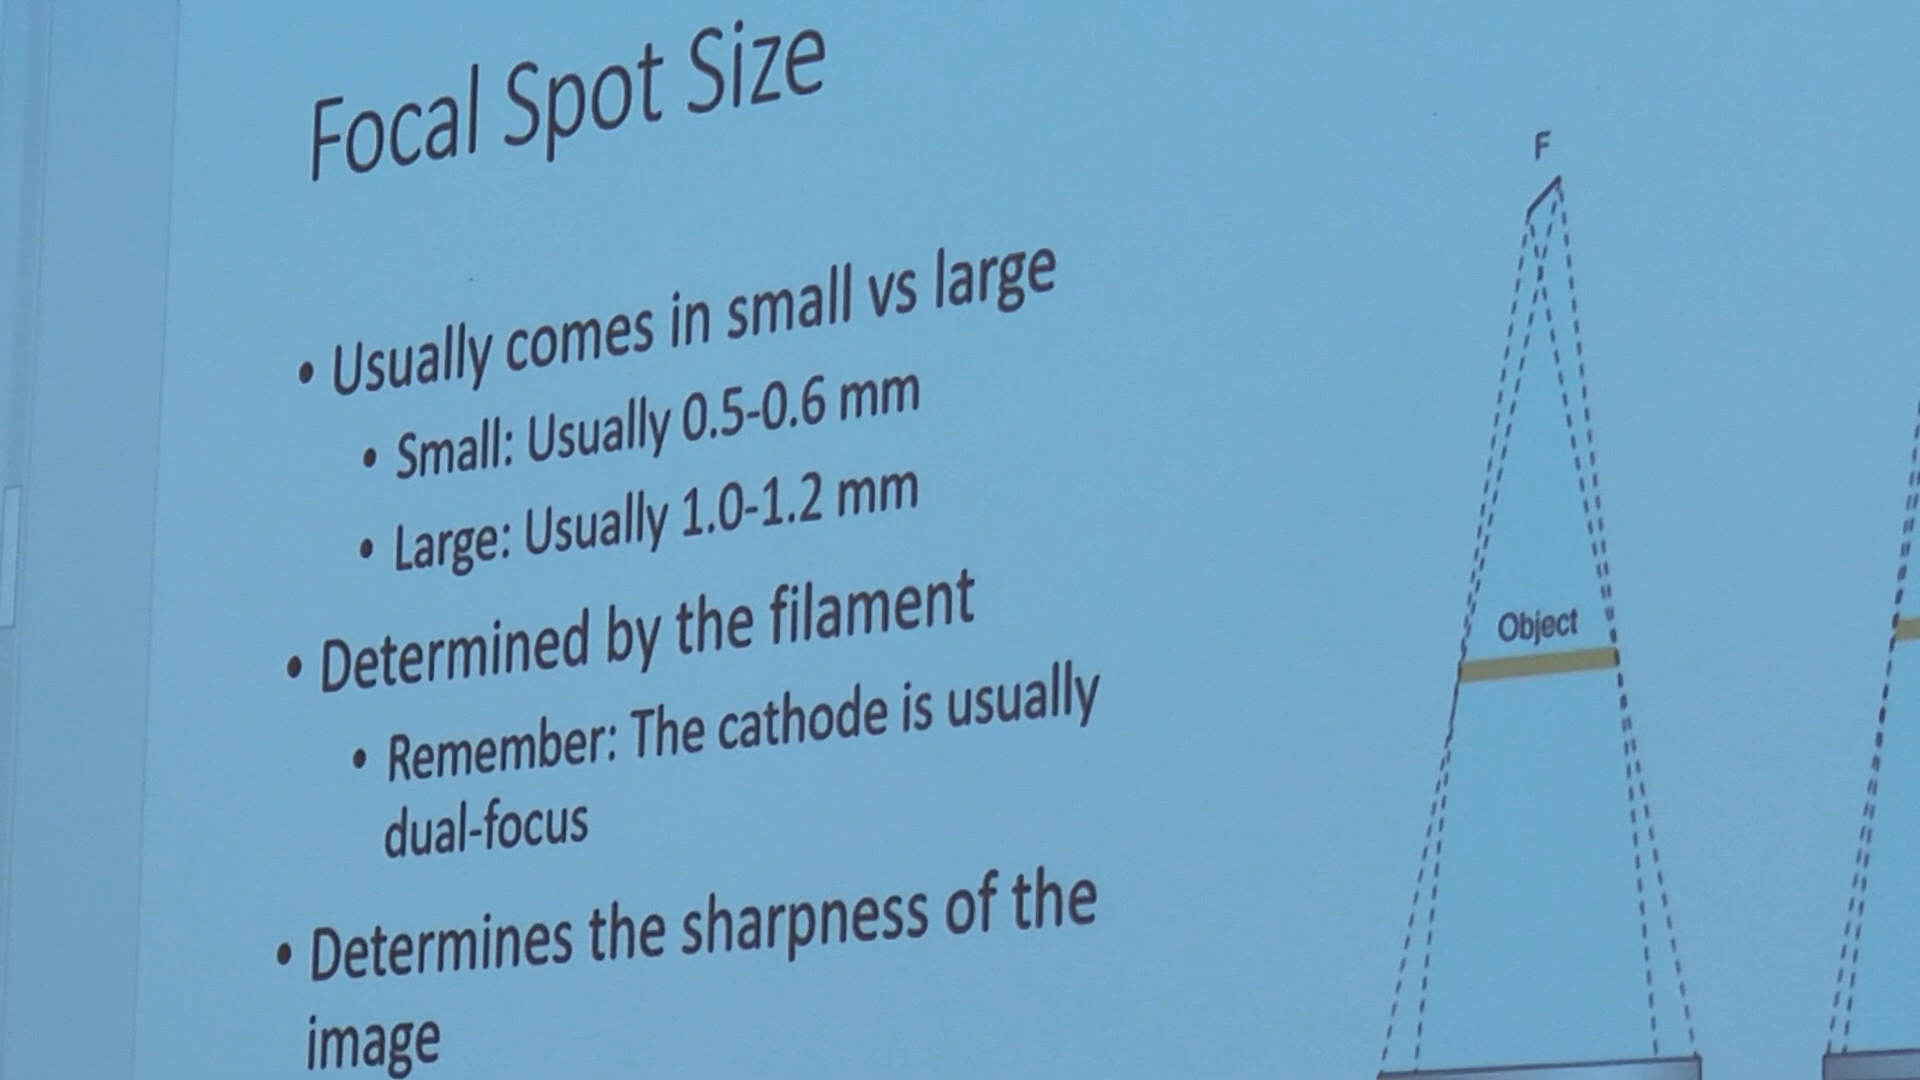 Focal Spot Size
• Usually comes in small vs large
• Small: Usually 0.5-0.6 mm
• Large: Usually 1.0-1.2 mm
• Determined by the filament
• Remember: The cathode is usually
dual-focus
• Determines the sharpness of the
image
F
Object